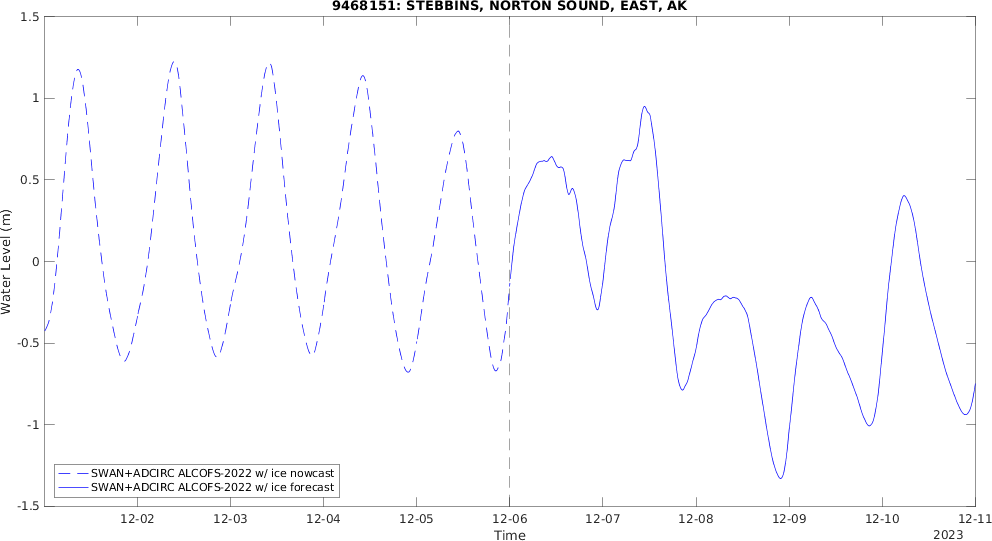 9468151: STEBBINS, NORTON SOUND, EAST, AK
1.5
1
0.5
0
-0.5
-1
-1.5
Water Level (m)
SWAN+ADCIRC ALCOFS-2022 w/ ice nowcast
SWAN+ADCIRC ALCOFS-2022 w/ ice forecast
12-02 12-03 12-04 12-05 12-06 12-07 12-08 12-09 12-10 12-11
Time
2023